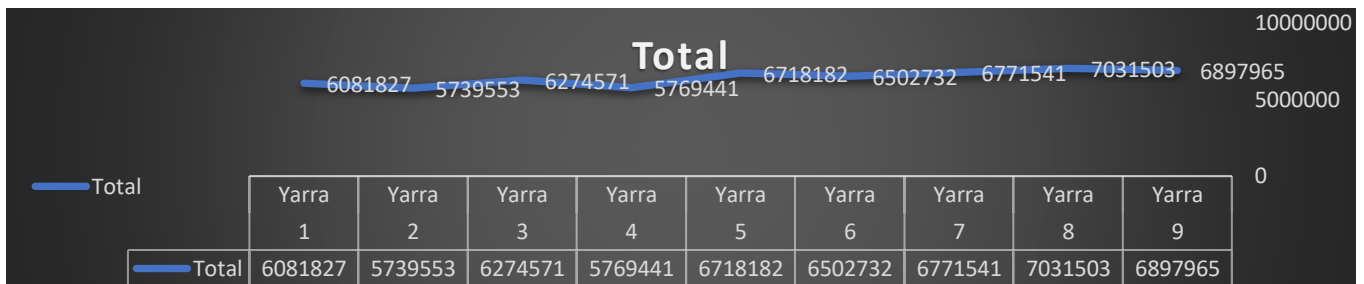 Total
10000000
5000000
0
6081827 5739553 6274571 5769441 6718182 6502732 6771541 7031503 6897965
Total
Yarra 1 Yarra 2 Yarra 3 Yarra 4 Yarra 5 Yarra 6 Yarra 7 Yarra 8 Yarra 9
Total 6081827 5739553 6274571 5769441 6718182 6502732 6771541 7031503 6897965